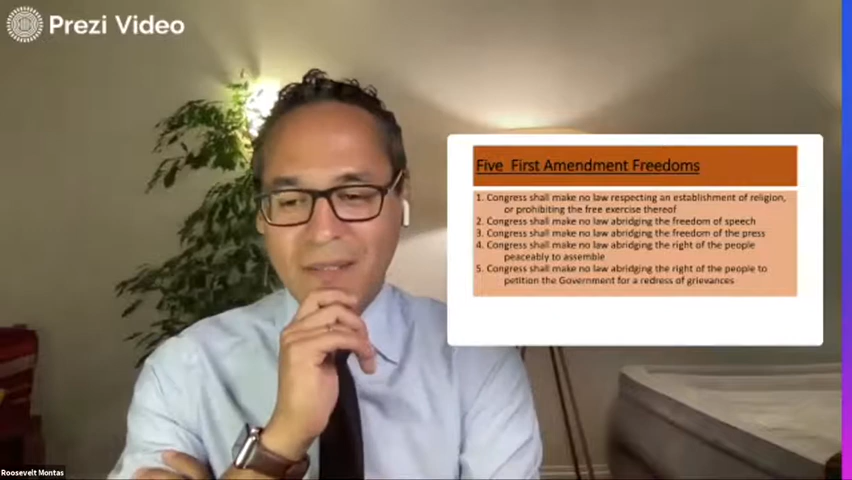 Prezi Video
Five First Amendment Freedoms
1. Congress shall make no law respecting an establishment of religion,
or prohibiting the free exercise thereof
2. Congress shall make no law abridging the freedom of speech
3. Congress shall make no law abridging the freedom of the press
4. Congress shall make no law abridging the right of the people
peaceably to assemble
5. Congress shall make no law abridging the right of the people to
petition the Government for a redress of grievances
Roosevelt Montas